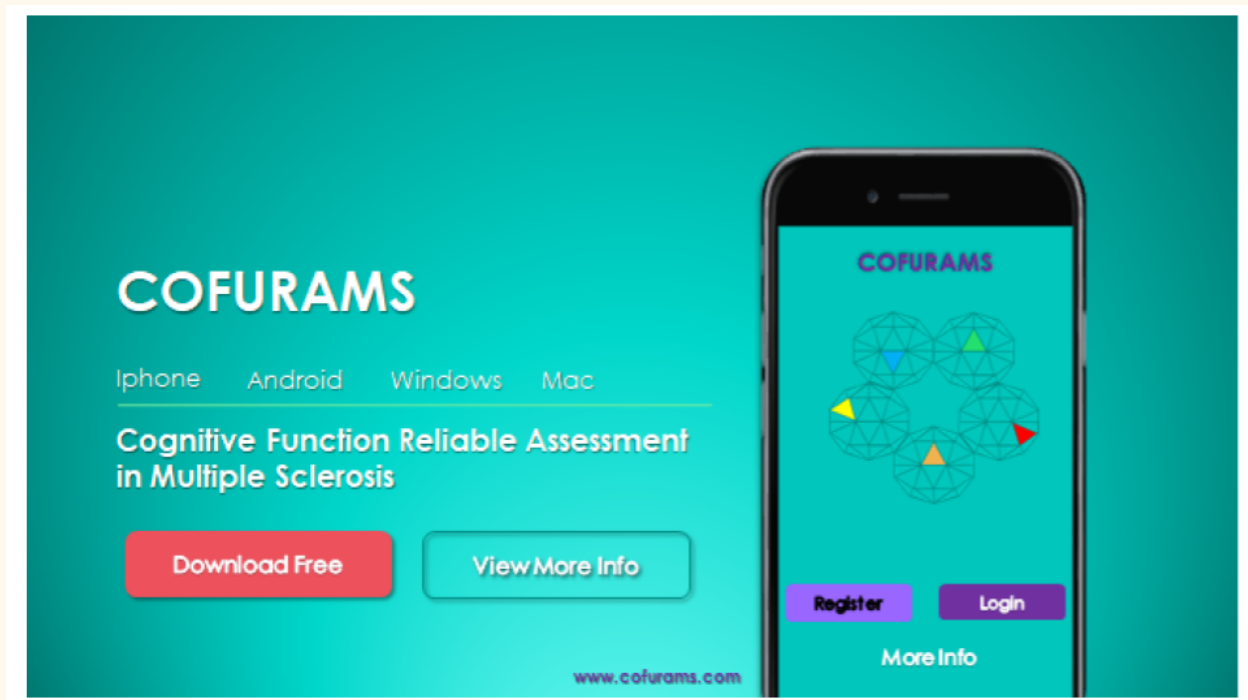 COFURAMS
Iphone Android Windows Mac
Cognitive Function Reliable Assessment
in Multiple Sclerosis
Download Free
View More Info
www.cofurams.com
COFURAMS
Register
Login
More Info